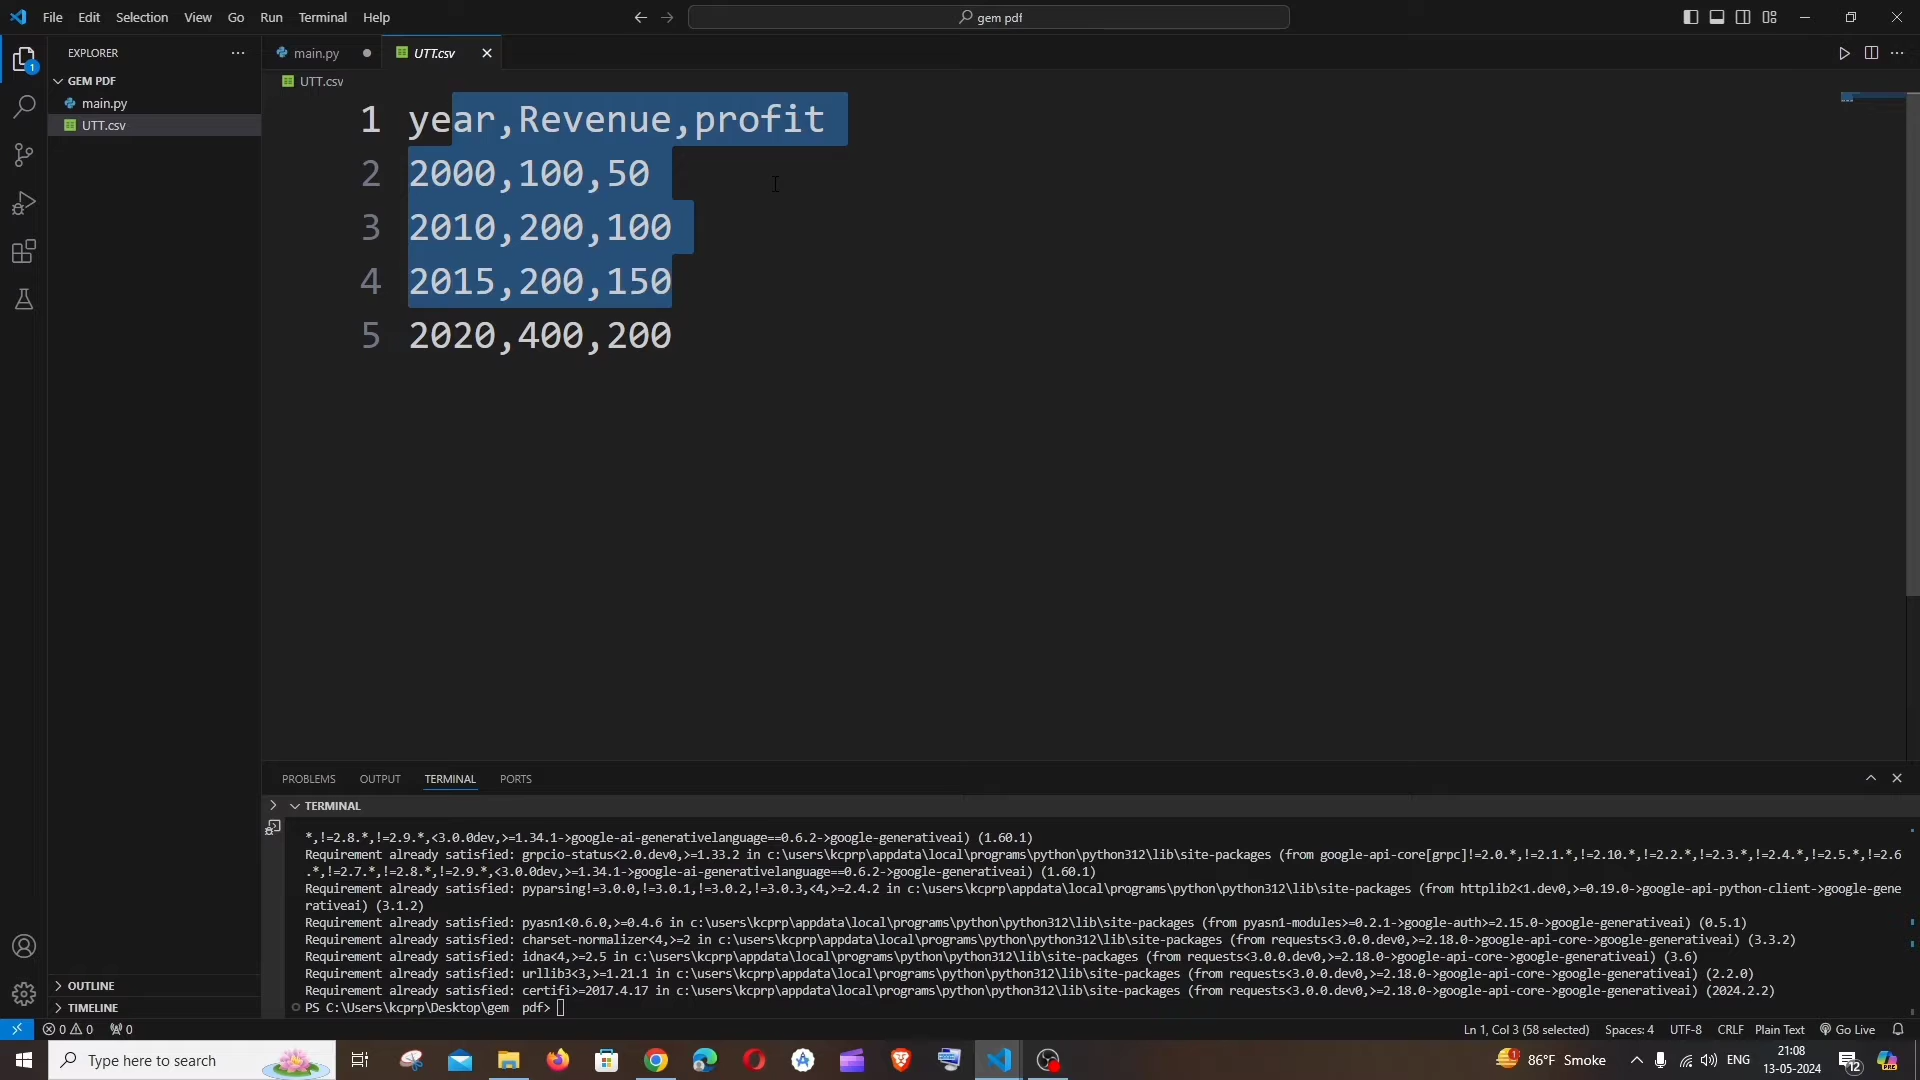 File Edit Selection View Go Run Terminal Help
gem pdf
EXPLORER
GEM PDF
main.py
UTT.csv
1
main.py
UTT.csv
UTT.csv
1 year,Revenue,profit
2 2000,100,50
3 2010,200,100
4 2015,200,150
5 2020,400,200
OUTLINE
TIMELINE
PROBLEMS OUTPUT TERMINAL PORTS
TERMINAL
*,!=2.8.*,!=2.9.*,<3.0.0dev,>=1.34.1->google-ai-generativelanguage==0.6.2->google-generativeai) (1.60.1)
Requirement already satisfied: grpcio-status<2.0.dev0,>=1.33.2 in c:\users\kcprp\appdata\local\programs\python\python312\lib\site-packages (from google-api-core[grpc]!=2.0.*,!=2.1.*,!=2.10.*,!=2.2.*,!=2.3.*,!=2.4.*,!=2.5.*,!=2.6
.*,!=2.7.*,!=2.8.*,!=2.9.*,<3.0.0dev,>=1.34.1->google-ai-generativelanguage==0.6.2->google-generativeai) (1.60.1)
Requirement already satisfied: pyparsing!=3.0.0,!=3.0.1,!=3.0.2,!=3.0.3,<4,>=2.4.2 in c:\users\kcprp\appdata\local\programs\python\python312\lib\site-packages (from httplib2<1.dev0,>=0.19.0->google-api-python-client->google-gene
rativeai) (3.1.2)
Requirement already satisfied: pyasn1<0.6.0,>=0.4.6 in c:\users\kcprp\appdata\local\programs\python\python312\lib\site-packages (from pyasn1-modules>=0.2.1->google-auth>=2.15.0->google-generativeai) (0.5.1)
Requirement already satisfied: charset-normalizer<4,>=2 in c:\users\kcprp\appdata\local\programs\python\python312\lib\site-packages (from requests<3.0.0.dev0,>=2.18.0->google-api-core->google-generativeai) (3.3.2)
Requirement already satisfied: idna<4,>=2.5 in c:\users\kcprp\appdata\local\programs\python\python312\lib\site-packages (from requests<3.0.0.dev0,>=2.18.0->google-api-core->google-generativeai) (3.6)
Requirement already satisfied: urllib3<3,>=1.21.1 in c:\users\kcprp\appdata\local\programs\python\python312\lib\site-packages (from requests<3.0.0.dev0,>=2.18.0->google-api-core->google-generativeai) (2.2.0)
Requirement already satisfied: certifi>=2017.4.17 in c:\users\kcprp\appdata\local\programs\python\python312\lib\site-packages (from requests<3.0.0.dev0,>=2.18.0->google-api-core->google-generativeai) (2024.2.2)
PS C:\Users\kcprp\Desktop\gem  pdf>
0 0 0 Ln 1, Col 3 (58 selected) Spaces: 4 UTF-8 CRLF Plain Text Go Live
Type here to search
86°F Smoke
ENG
21:08
13-05-2024
12
PRE